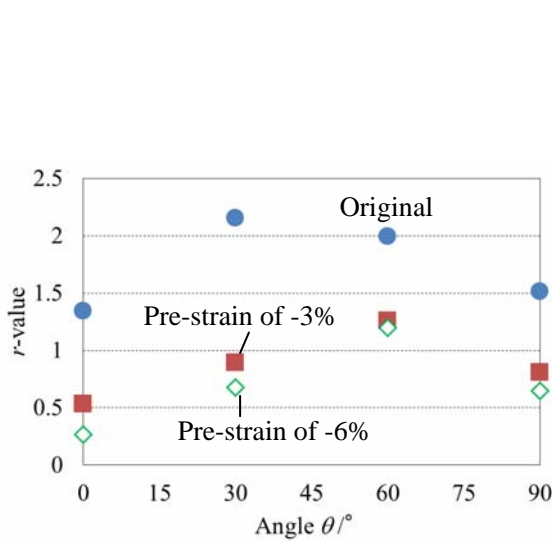 2.5
Original
2
r-value
1.5
Pre-strain of -3%
1
0.5
Pre-strain of -6%
0
0 15 30 45 60 75 90
Angle θ/°